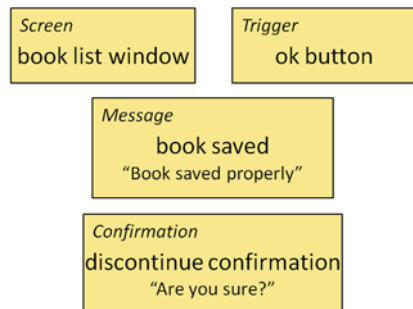 Screen
book list window
Trigger
ok button
Message
book saved
“Book saved properly”
Confirmation
discontinue confirmation
“Are you sure?”